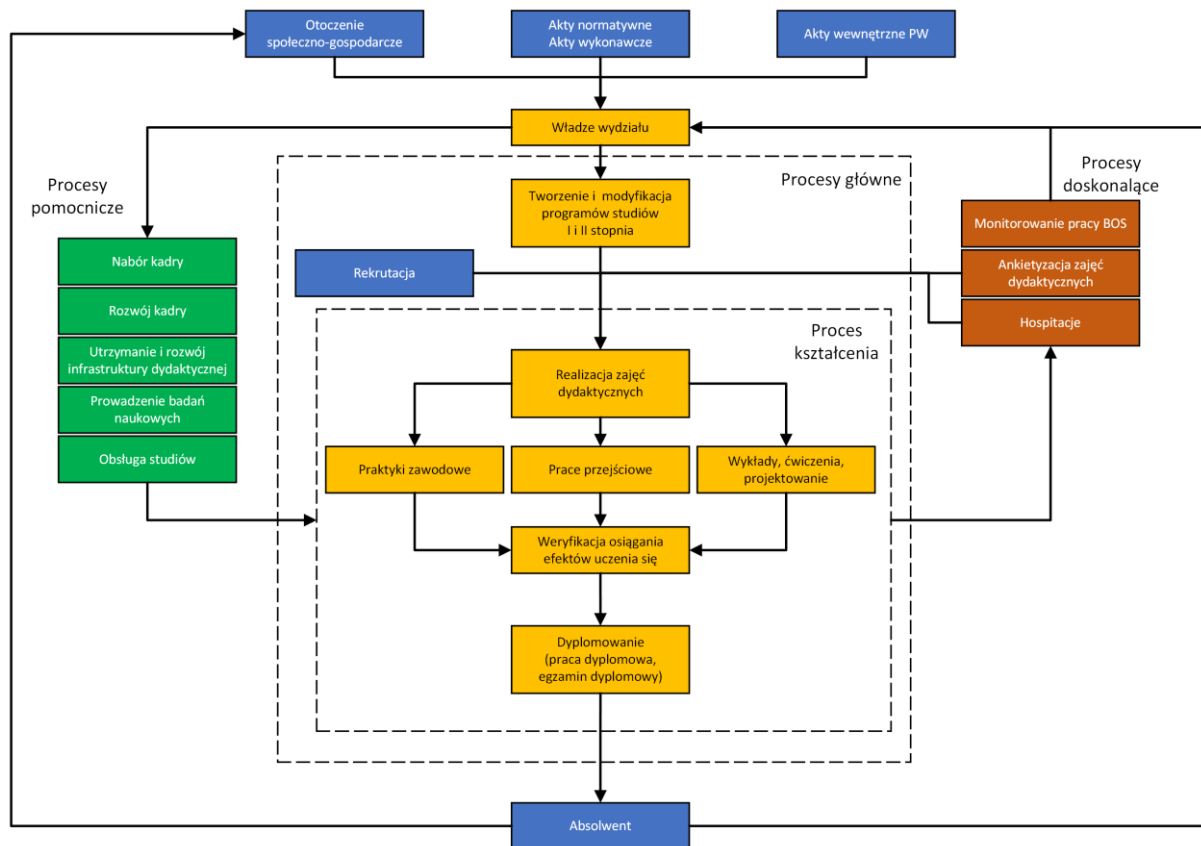 Otoczenie
społeczno-gospodarcze
Akty normatywne
Akty wykonawcze
Akty wewnętrzne PW
Władze wydziału
Procesy
pomocnicze
Procesy główne
Procesy
doskonalące
Tworzenie i modyfikacja
programów studiów
I i II stopnia
Monitorowanie pracy BOS
Nabór kadry
Rekrutacja
Ankietyzacja zajęć
dydaktycznych
Rozwój kadry
Hospitacje
Proces
kształcenia
Utrzymanie i rozwój
infrastruktury dydaktycznej
Realizacja zajęć
dydaktycznych
Prowadzenie badań
naukowych
Obsługa studiów
Praktyki zawodowe
Prace przejściowe
Wykłady, ćwiczenia,
projektowanie
Weryfikacja osiągania
efektów uczenia się
Dyplomowanie
(praca dyplomowa,
egzamin dyplomowy)
Absolwent